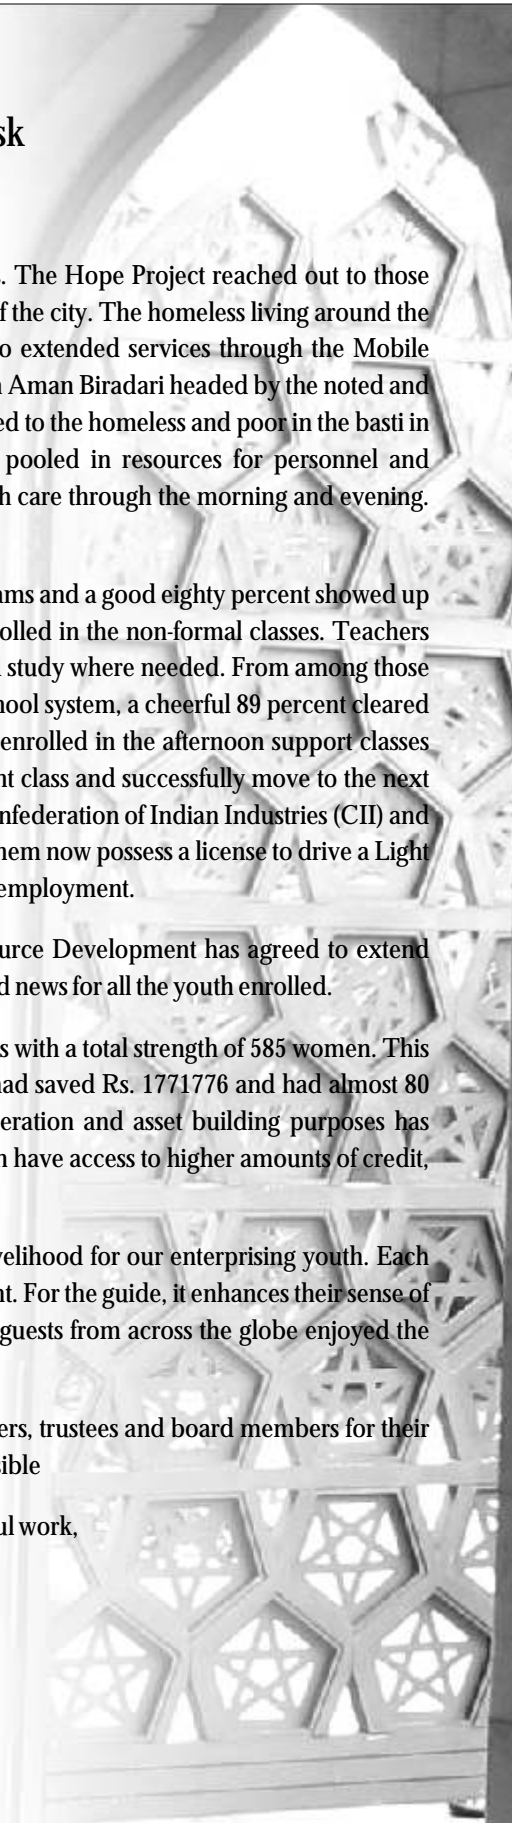 sk
s. The Hope Project reached out to those
of the city. The homeless living around the
o extended services through the Mobile
n Aman Biradari headed by the noted and
ed to the homeless and poor in the basti in
pooled in resources for personnel and
h care through the morning and evening.
ams and a good eighty percent showed up
olled in the non-formal classes. Teachers
study where needed. From among those
hool system, a cheerful 89 percent cleared
enrolled in the afternoon support classes
nt class and successfully move to the next
nfederation of Indian Industries (CII) and
hem now possess a license to drive a Light
employment.
urce Development has agreed to extend
d news for all the youth enrolled.
s with a total strength of 585 women. This
had saved Rs. 1771776 and had almost 80
eration and asset building purposes has
n have access to higher amounts of credit,
velihood for our enterprising youth. Each
nt. For the guide, it enhances their sense of
guests from across the globe enjoyed the
ers, trustees and board members for their
sible
ul work,